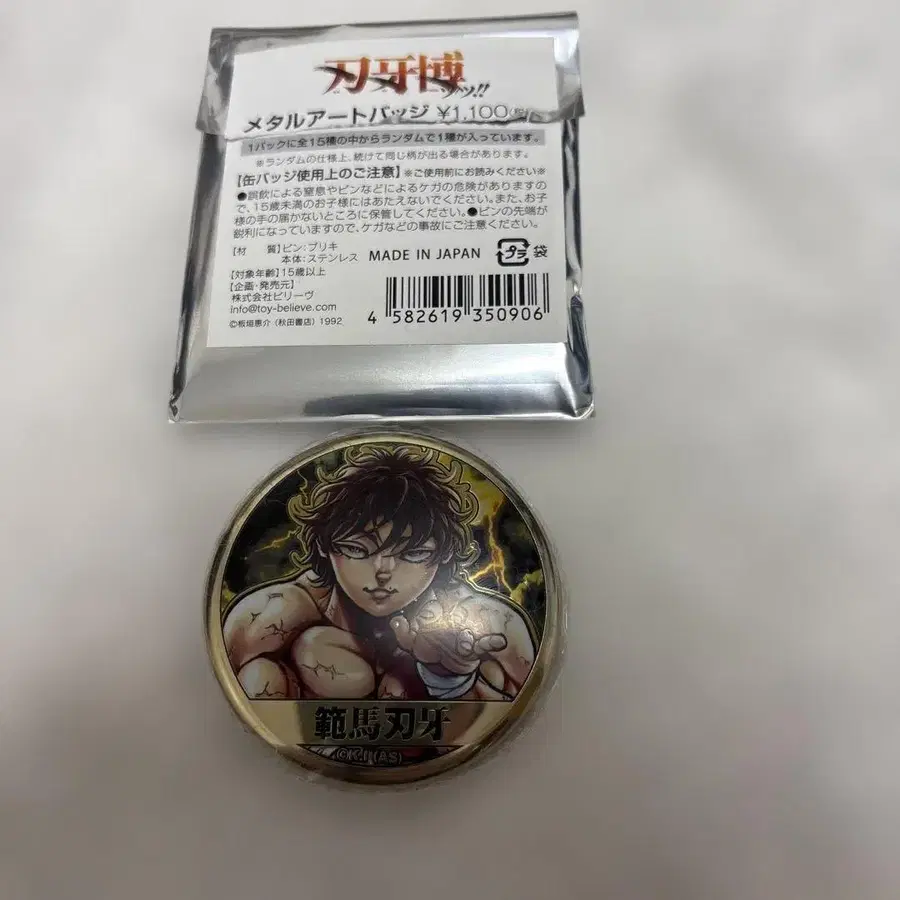 刃牙博
ッッ!!
メタルアートバッジ ¥1,100
1パックに全15種の中からランダムで1種が入っています。
※ランダムの仕様上、続けて同じ柄が出る場合があります。
【缶バッジ使用上のご注意】※ご使用前にお読みください※
●誤飲による窒息やピンなどによるケガの危険がありますの
で、15歳未満のお子様にはあたえないでください。また、お子
様の手の届かないところに保管してください。●ピンの先端が
鋭利になっていますので、ケガなどの事故にご注意ください。
【材 質】ピン:ブリキ
本体:ステンレス
MADE IN JAPAN
プラ
袋
【対象年齢】15歳以上
【企画・発売元】
株式会社ビリーヴ
info@toy-believe.com
©板垣恵介(秋田書店)1992
4 582619 350906
範馬刃牙
©K.I(AS)